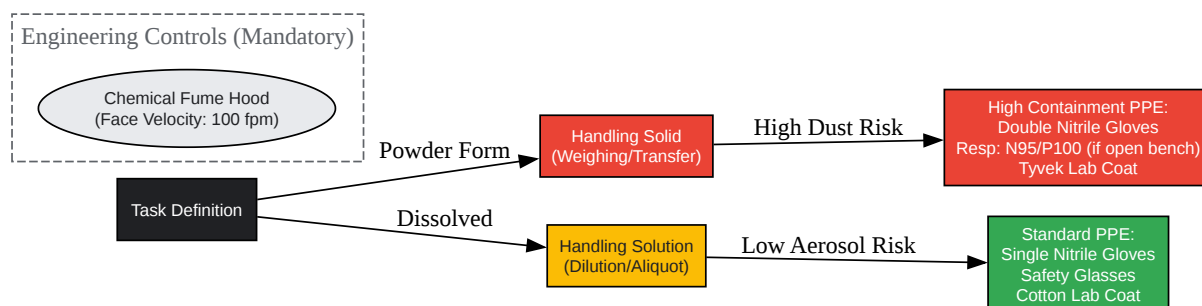 Engineering Controls (Mandatory)
Chemical Fume Hood
(Face Velocity: 100 fpm)
Task Definition
Powder Form
Dissolved
Handling Solid
(Weighing/Transfer)
Handling Solution
(Dilution/Aliquot)
High Dust Risk
Low Aerosol Risk
High Containment PPE:
Double Nitrile Gloves
Resp: N95/P100 (if open bench)
Tyvek Lab Coat
Standard PPE:
Single Nitrile Gloves
Safety Glasses
Cotton Lab Coat